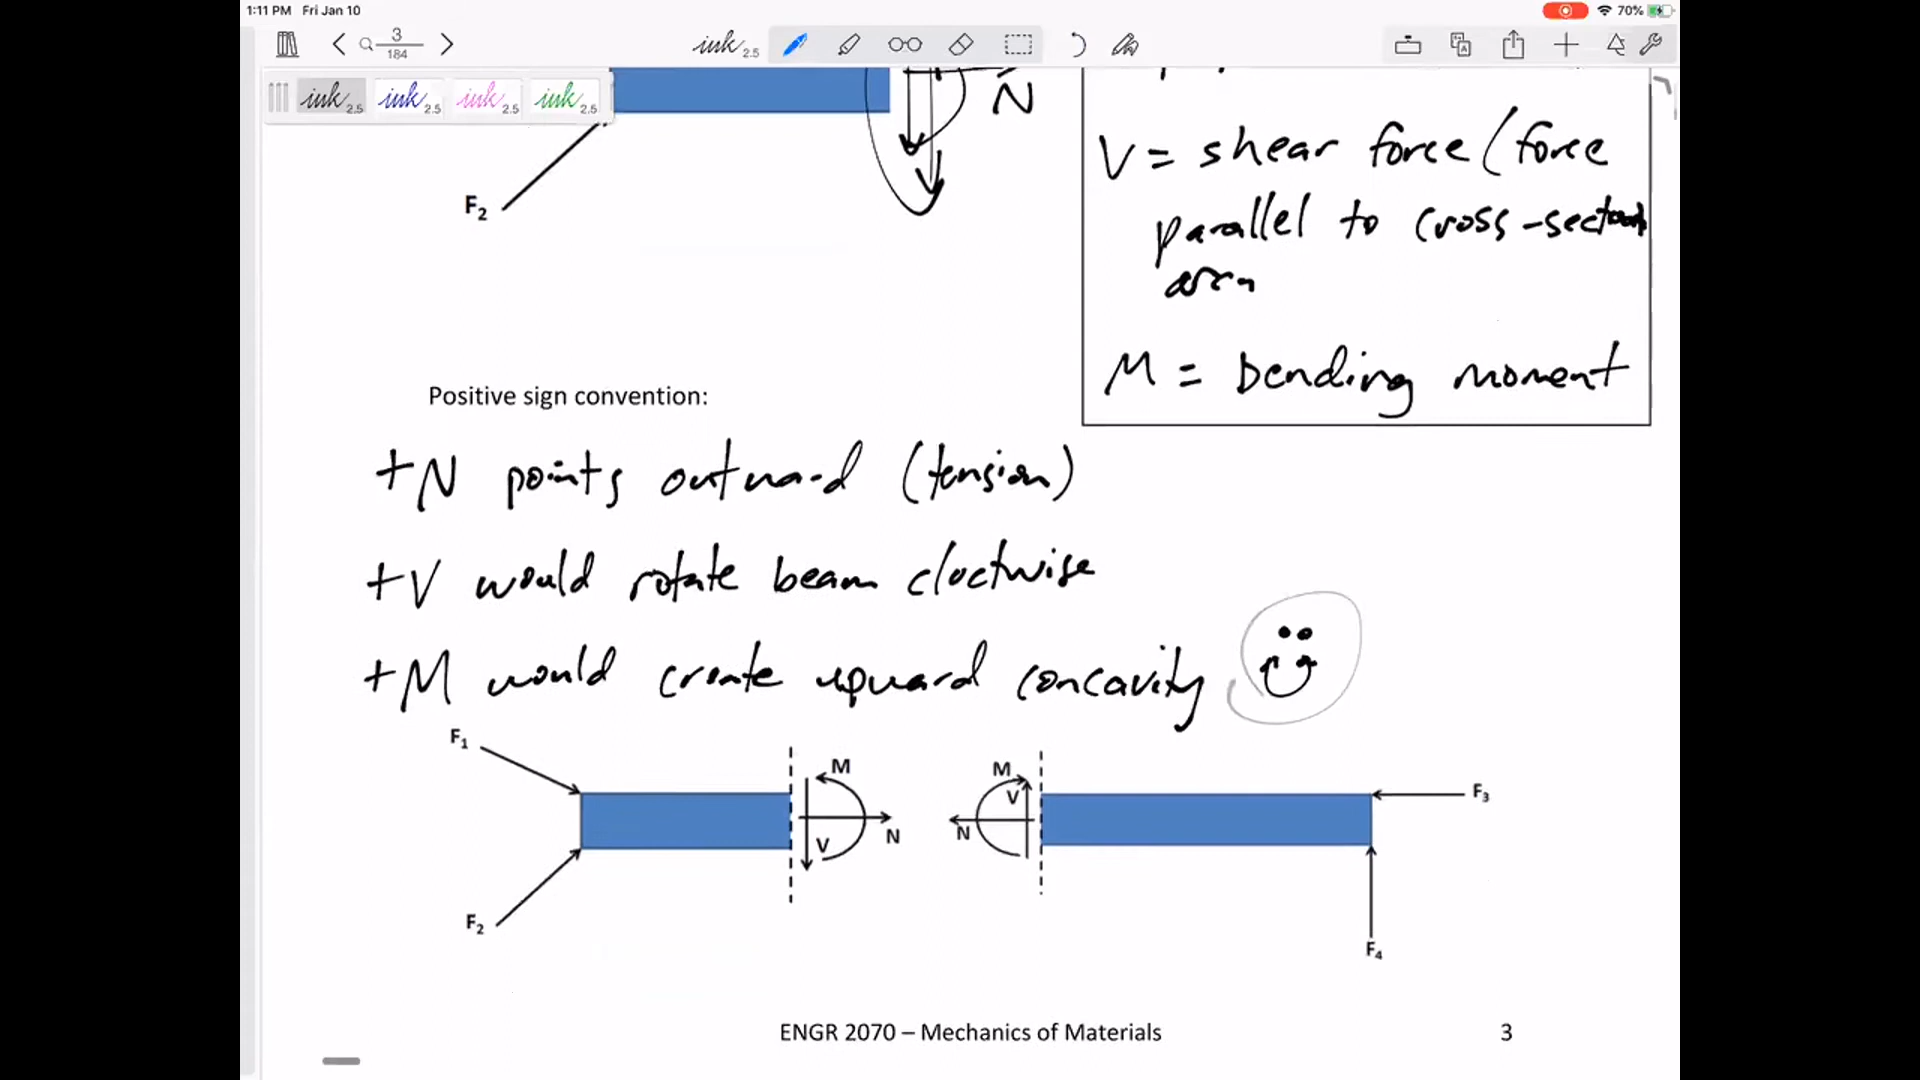 1:11 PM Fri Jan 10
70%
3
184
ink 2.5
ink 2.5 ink 2.5 ink 2.5 ink 2.5
N
V
F₂
V = shear force (force
parallel to cross-sectional
area
M = bending moment
Positive sign convention:
+N points outward (tension)
+V would rotate beam clockwise
+M would create upward concavity
F₁
M
V
N
F₂
M
V
N
F₃
F₄
ENGR 2070 – Mechanics of Materials 3